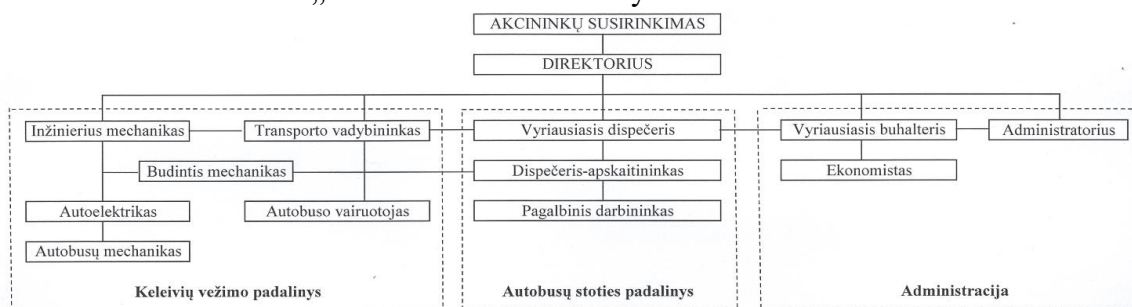 AKCININKŲ SUSIRINKIMAS
DIREKTORIUS
Inžinierius mechanikas
Transporto vadybininkas
Vyriausiasis dispečeris
Vyriausiasis buhalteris
Administratorius
Budintis mechanikas
Dispečeris-apskaitininkas
Ekonomistas
Autoelektrikas
Autobuso vairuotojas
Pagalbinis darbininkas
Autobusų mechanikas
Keleivių vežimo padalinys
Autobusų stoties padalinys
Administracija